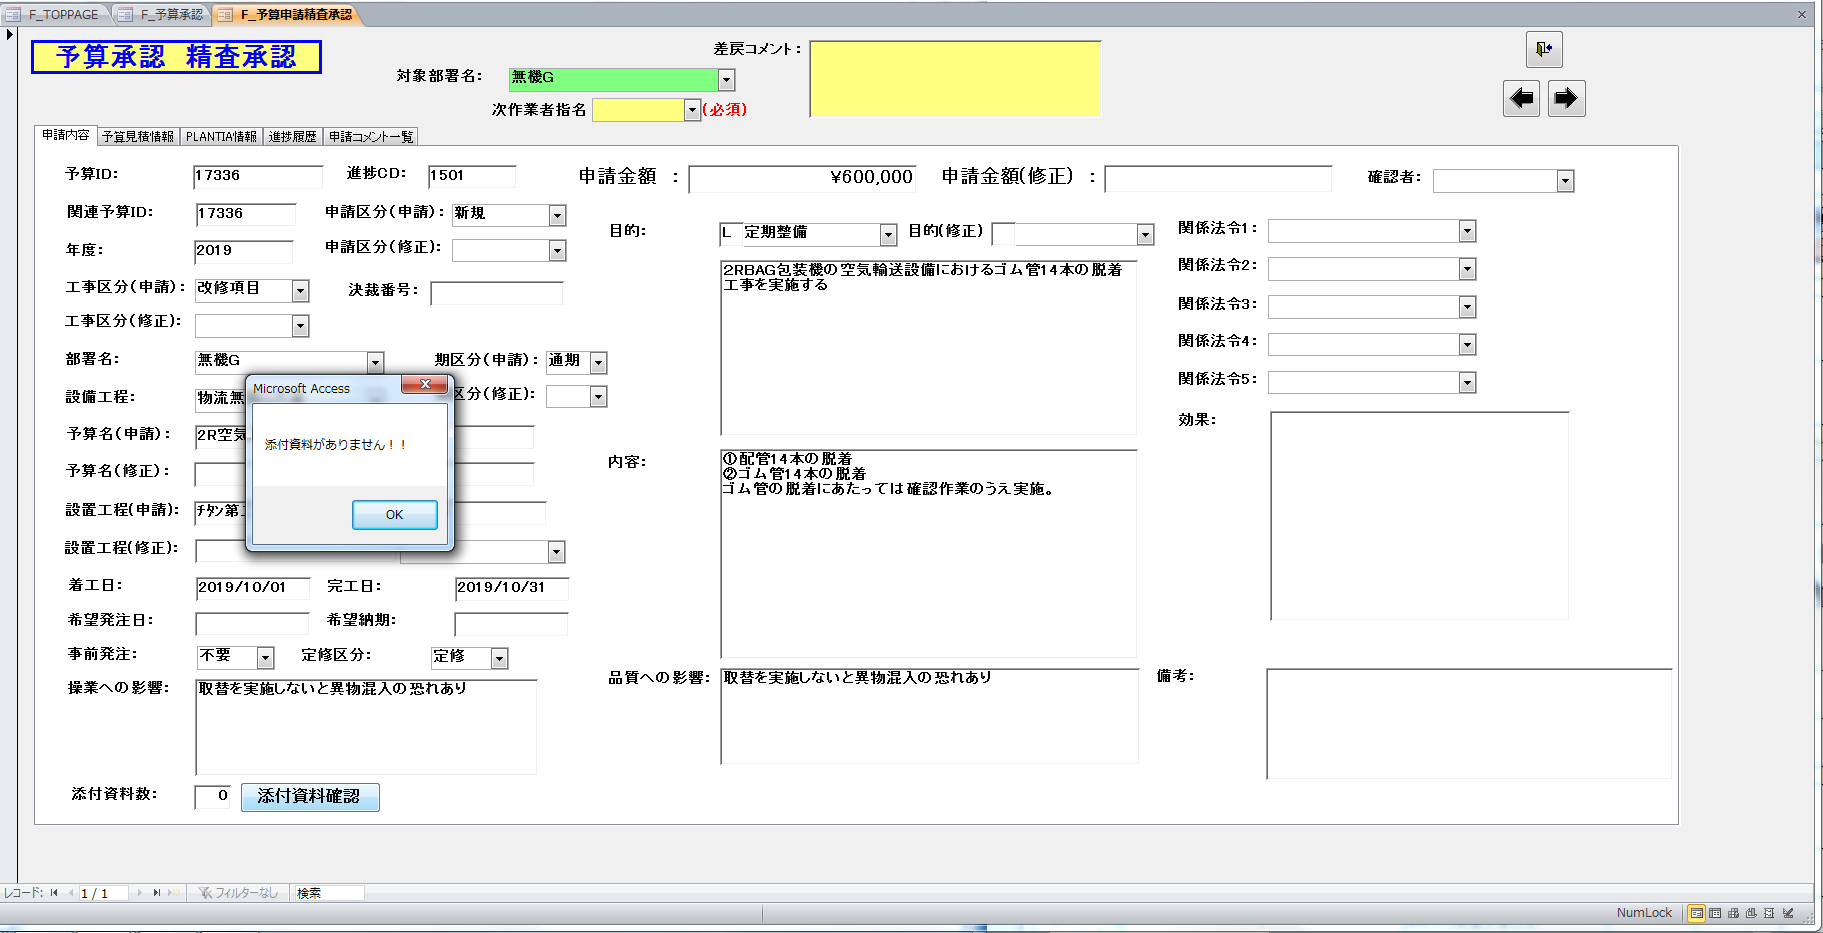 F_TOPPAGE
F_予算承認
F_予算申請精査承認
予算承認 精査承認
差戻コメント：
対象部署名：
無機G
次作業者指名
(必須)
申請内容
予算見積情報
PLANTIA情報
進捗履歴
申請コメント一覧
予算ID：
17336
進捗CD：
1501
申請金額 ：
¥600,000
申請金額(修正) ：
確認者：
関連予算ID：
17336
申請区分(申請)：
新規
目的：
L
定期整備
目的(修正)
関係法令1：
年度：
2019
申請区分(修正)：
関係法令2：
2RBAG包装機の空気輸送設備におけるゴム管14本の脱着
工事を実施する
工事区分(申請)：
改修項目
決裁番号：
関係法令3：
工事区分(修正)：
関係法令4：
部署名：
無機G
期区分(申請)：
通期
関係法令5：
設備工程：
物流無
区分(修正)：
Microsoft Access
添付資料がありません！！
OK
予算名(申請)：
2R空気
効果：
予算名(修正)：
内容：
①配管14本の脱着
②ゴム管14本の脱着
ゴム管の脱着にあたっては確認作業のうえ実施。
設置工程(申請)：
ﾁﾀﾝ第
設置工程(修正)：
着工日：
2019/10/01
完工日：
2019/10/31
希望発注日：
希望納期：
事前発注：
不要
定修区分：
定修
操業への影響：
取替を実施しないと異物混入の恐れあり
品質への影響：
取替を実施しないと異物混入の恐れあり
備考：
添付資料数：
0
添付資料確認
レコード：
1 / 1
フィルターなし
検索
NumLock